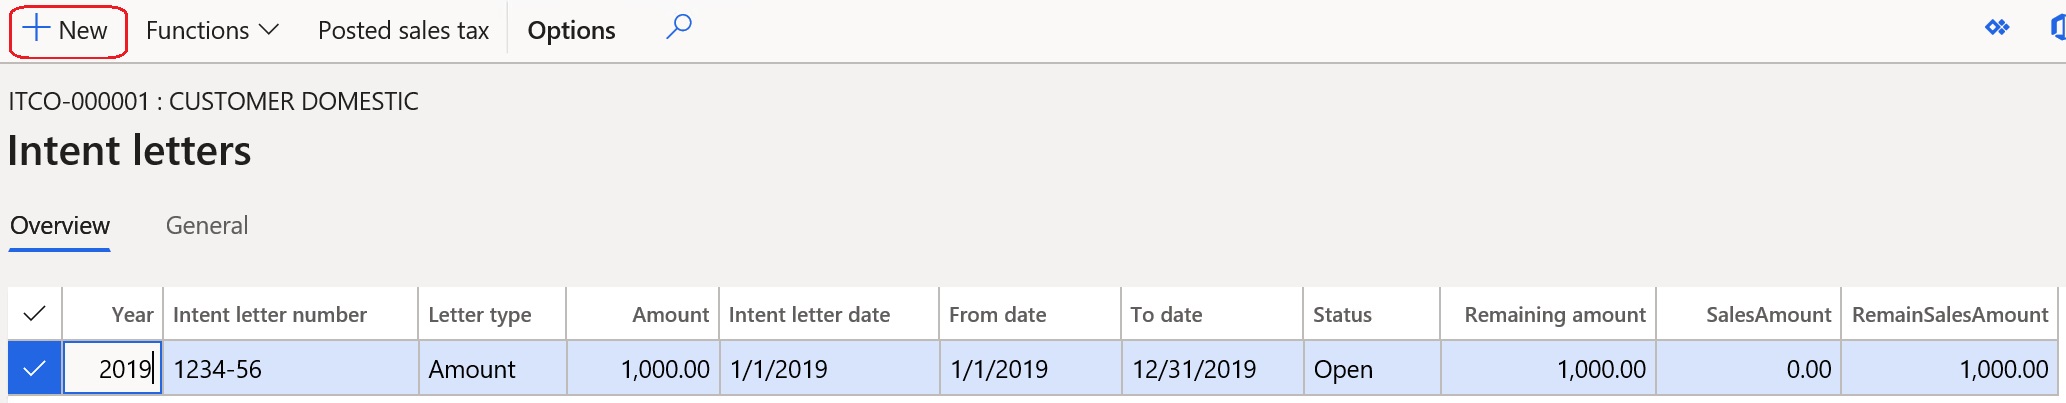 New Functions Posted sales tax Options
ITCO-000001 : CUSTOMER DOMESTIC
Intent letters
Overview General
Year Intent letter number Letter type Amount Intent letter date From date To date Status Remaining amount SalesAmount RemainSalesAmount
2019 1234-56 Amount 1,000.00 1/1/2019 1/1/2019 12/31/2019 Open 1,000.00 0.00 1,000.00